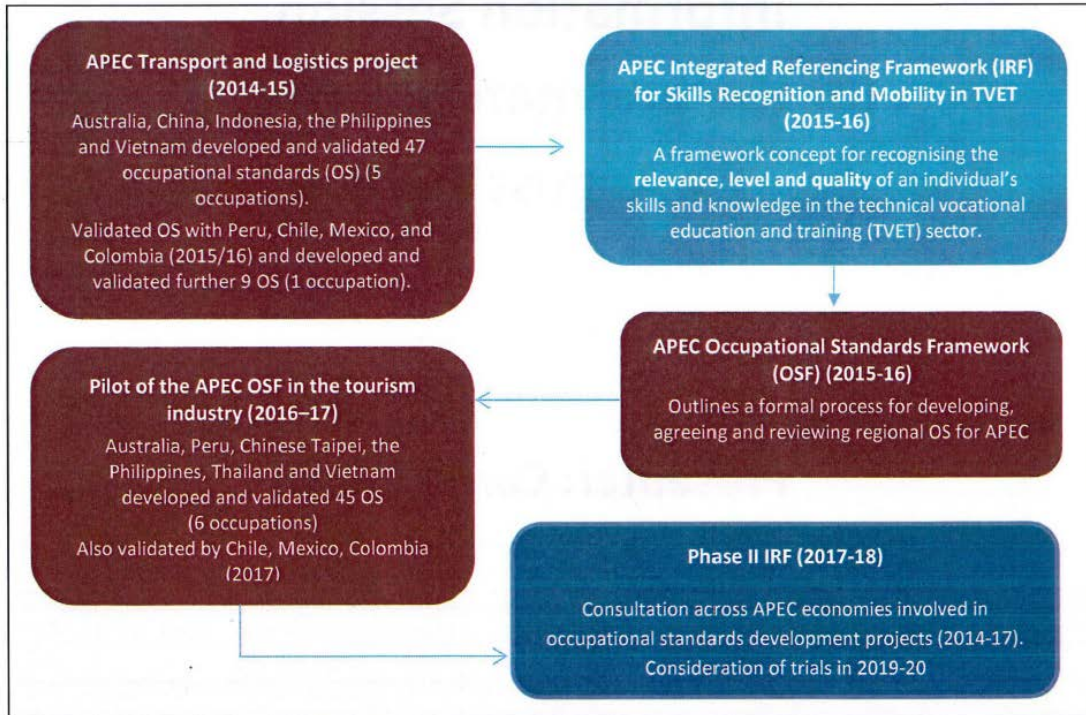 APEC Transport and Logistics project
(2014-15)
Australia, China, Indonesia, the Philippines
and Vietnam developed and validated 47
occupational standards (OS) (5
occupations).
Validated OS with Peru, Chile, Mexico, and
Colombia (2015/16) and developed and
validated further 9 OS (1 occupation).
APEC Integrated Referencing Framework (IRF)
for Skills Recognition and Mobility in TVET
(2015-16)
A framework concept for recognising the
relevance, level and quality of an individual's
skills and knowledge in the technical vocational
education and training (TVET) sector.
APEC Occupational Standards Framework
(OSF) (2015-16)
Outlines a formal process for developing,
agreeing and reviewing regional OS for APEC
Pilot of the APEC OSF in the tourism
industry (2016–17)
Australia, Peru, Chinese Taipei, the
Philippines, Thailand and Vietnam
developed and validated 45 OS
(6 occupations)
Also validated by Chile, Mexico, Colombia
(2017)
Phase II IRF (2017-18)
Consultation across APEC economies involved in
occupational standards development projects (2014-17).
Consideration of trials in 2019-20